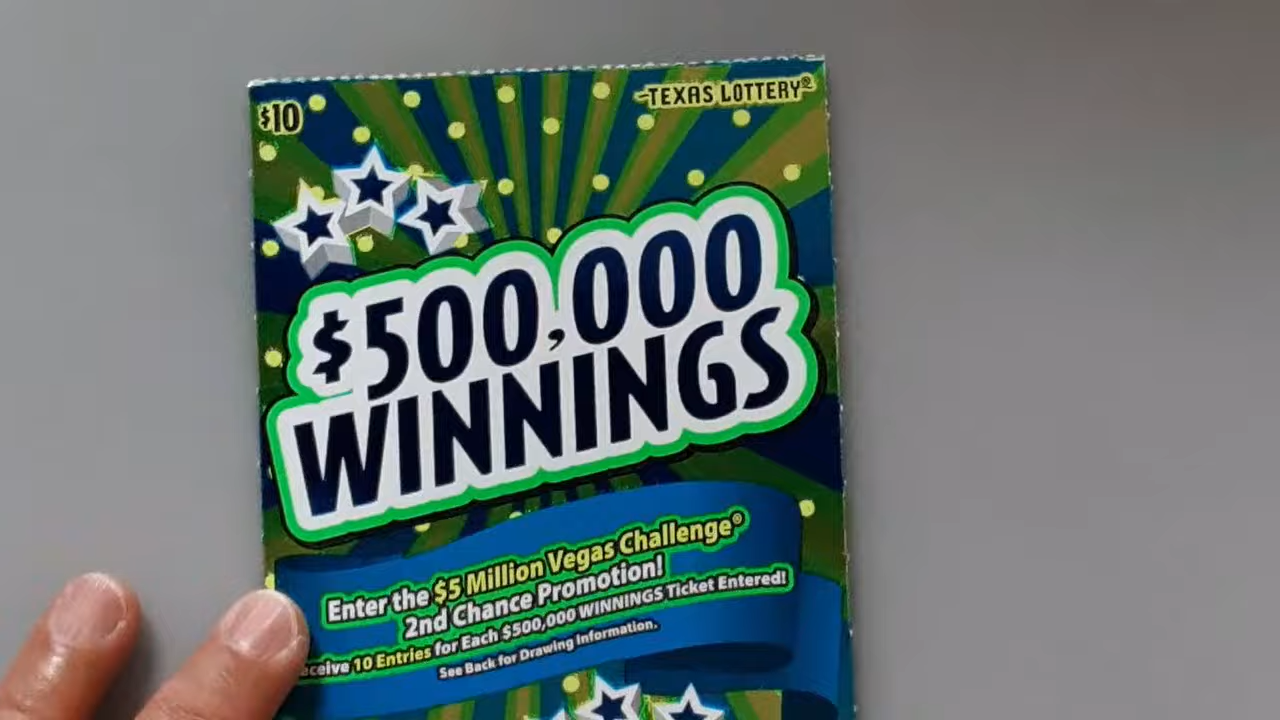 $10
TEXAS LOTTERY®
$500,000
WINNINGS
Enter the $5 Million Vegas Challenge®
2nd Chance Promotion!
10 Entries for Each $500,000 WINNINGS Ticket Entered!
See Back for Drawing Information.